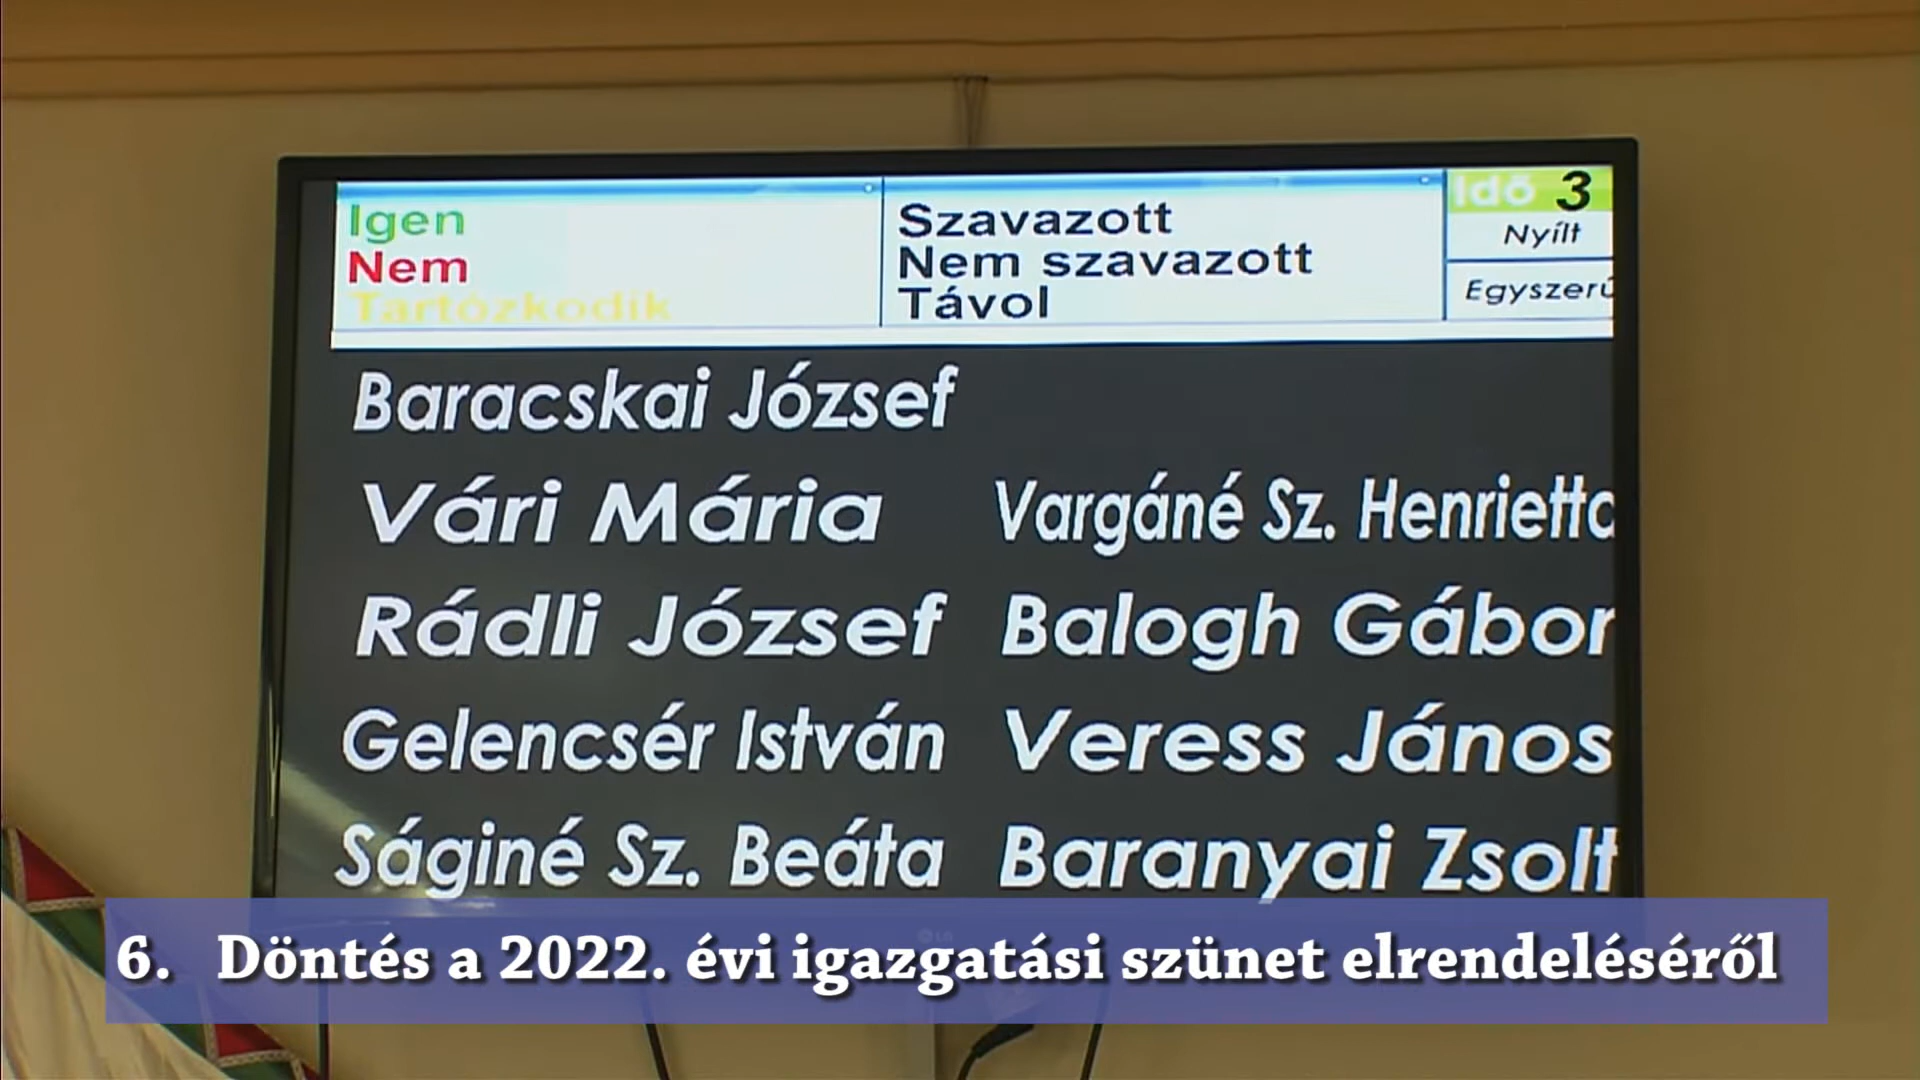 Igen
Nem
Tartózkodik
Szavazott
Nem szavazott
Távol
Idő 3
Nyílt
Egyszerű
Baracskai József
Vári Mária Vargáné Sz. Henrietta
Rádli József Balogh Gábor
Gelencsér István Veress János
Ságiné Sz. Beáta Baranyai Zsolt
LG
6. Döntés a 2022. évi igazgatási szünet elrendeléséről